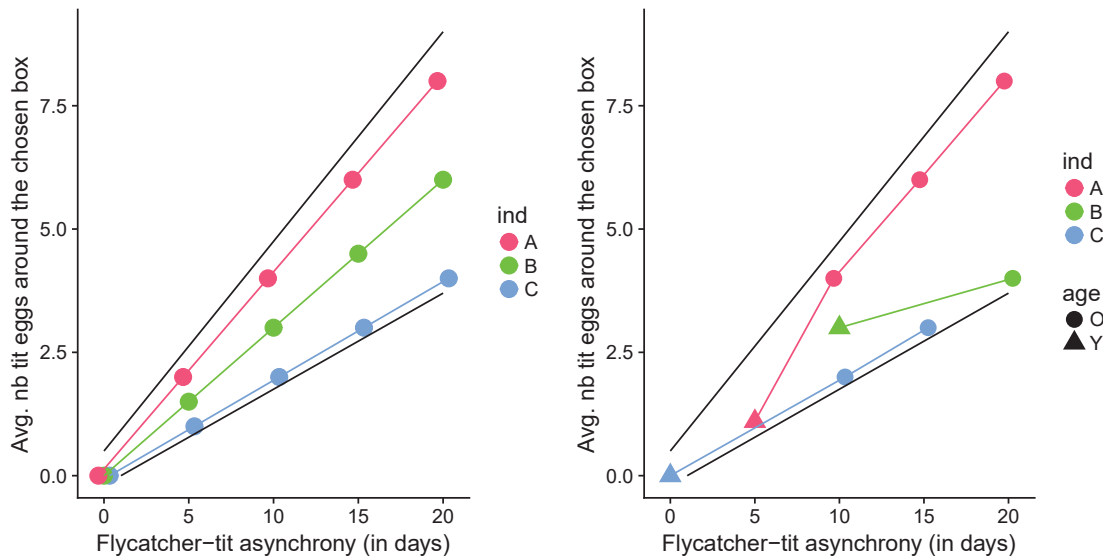 Avg. nb tit eggs around the chosen box
7.5
5.0
2.5
0.0
0 5 10 15 20
Flycatcher−tit asynchrony (in days)
ind
A
B
C
Avg. nb tit eggs around the chosen box
7.5
5.0
2.5
0.0
0 5 10 15 20
Flycatcher−tit asynchrony (in days)
ind
A
B
C
age
O
Y